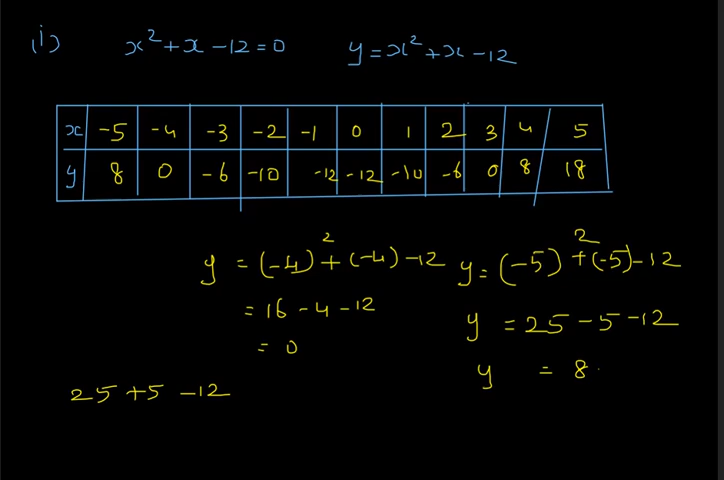 (i) x² + x - 12 = 0 y = x² + x - 12
x -5 -4 -3 -2 -1 0 1 2 3 4 5
y 8 0 -6 -10 -12 -12 -10 -6 0 8 18
y = (-4)² + (-4) - 12 y = (-5)² + (-5) - 12
= 16 - 4 - 12 y = 25 - 5 - 12
= 0 y = 8
25 + 5 - 12